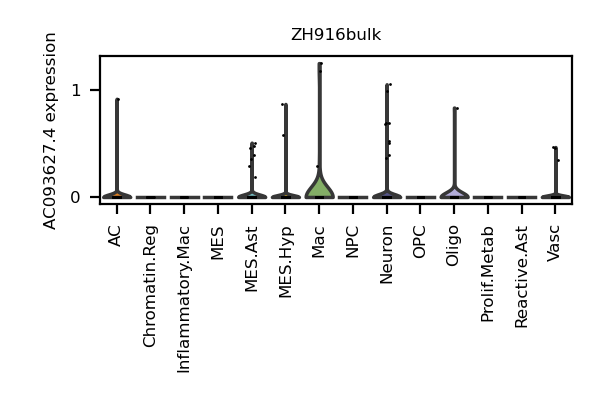 ZH916bulk
AC093627.4 expression
1
0
AC
Chromatin.Reg
Inflammatory.Mac
MES
MES.Ast
MES.Hyp
Mac
NPC
Neuron
OPC
Oligo
Prolif.Metab
Reactive.Ast
Vasc